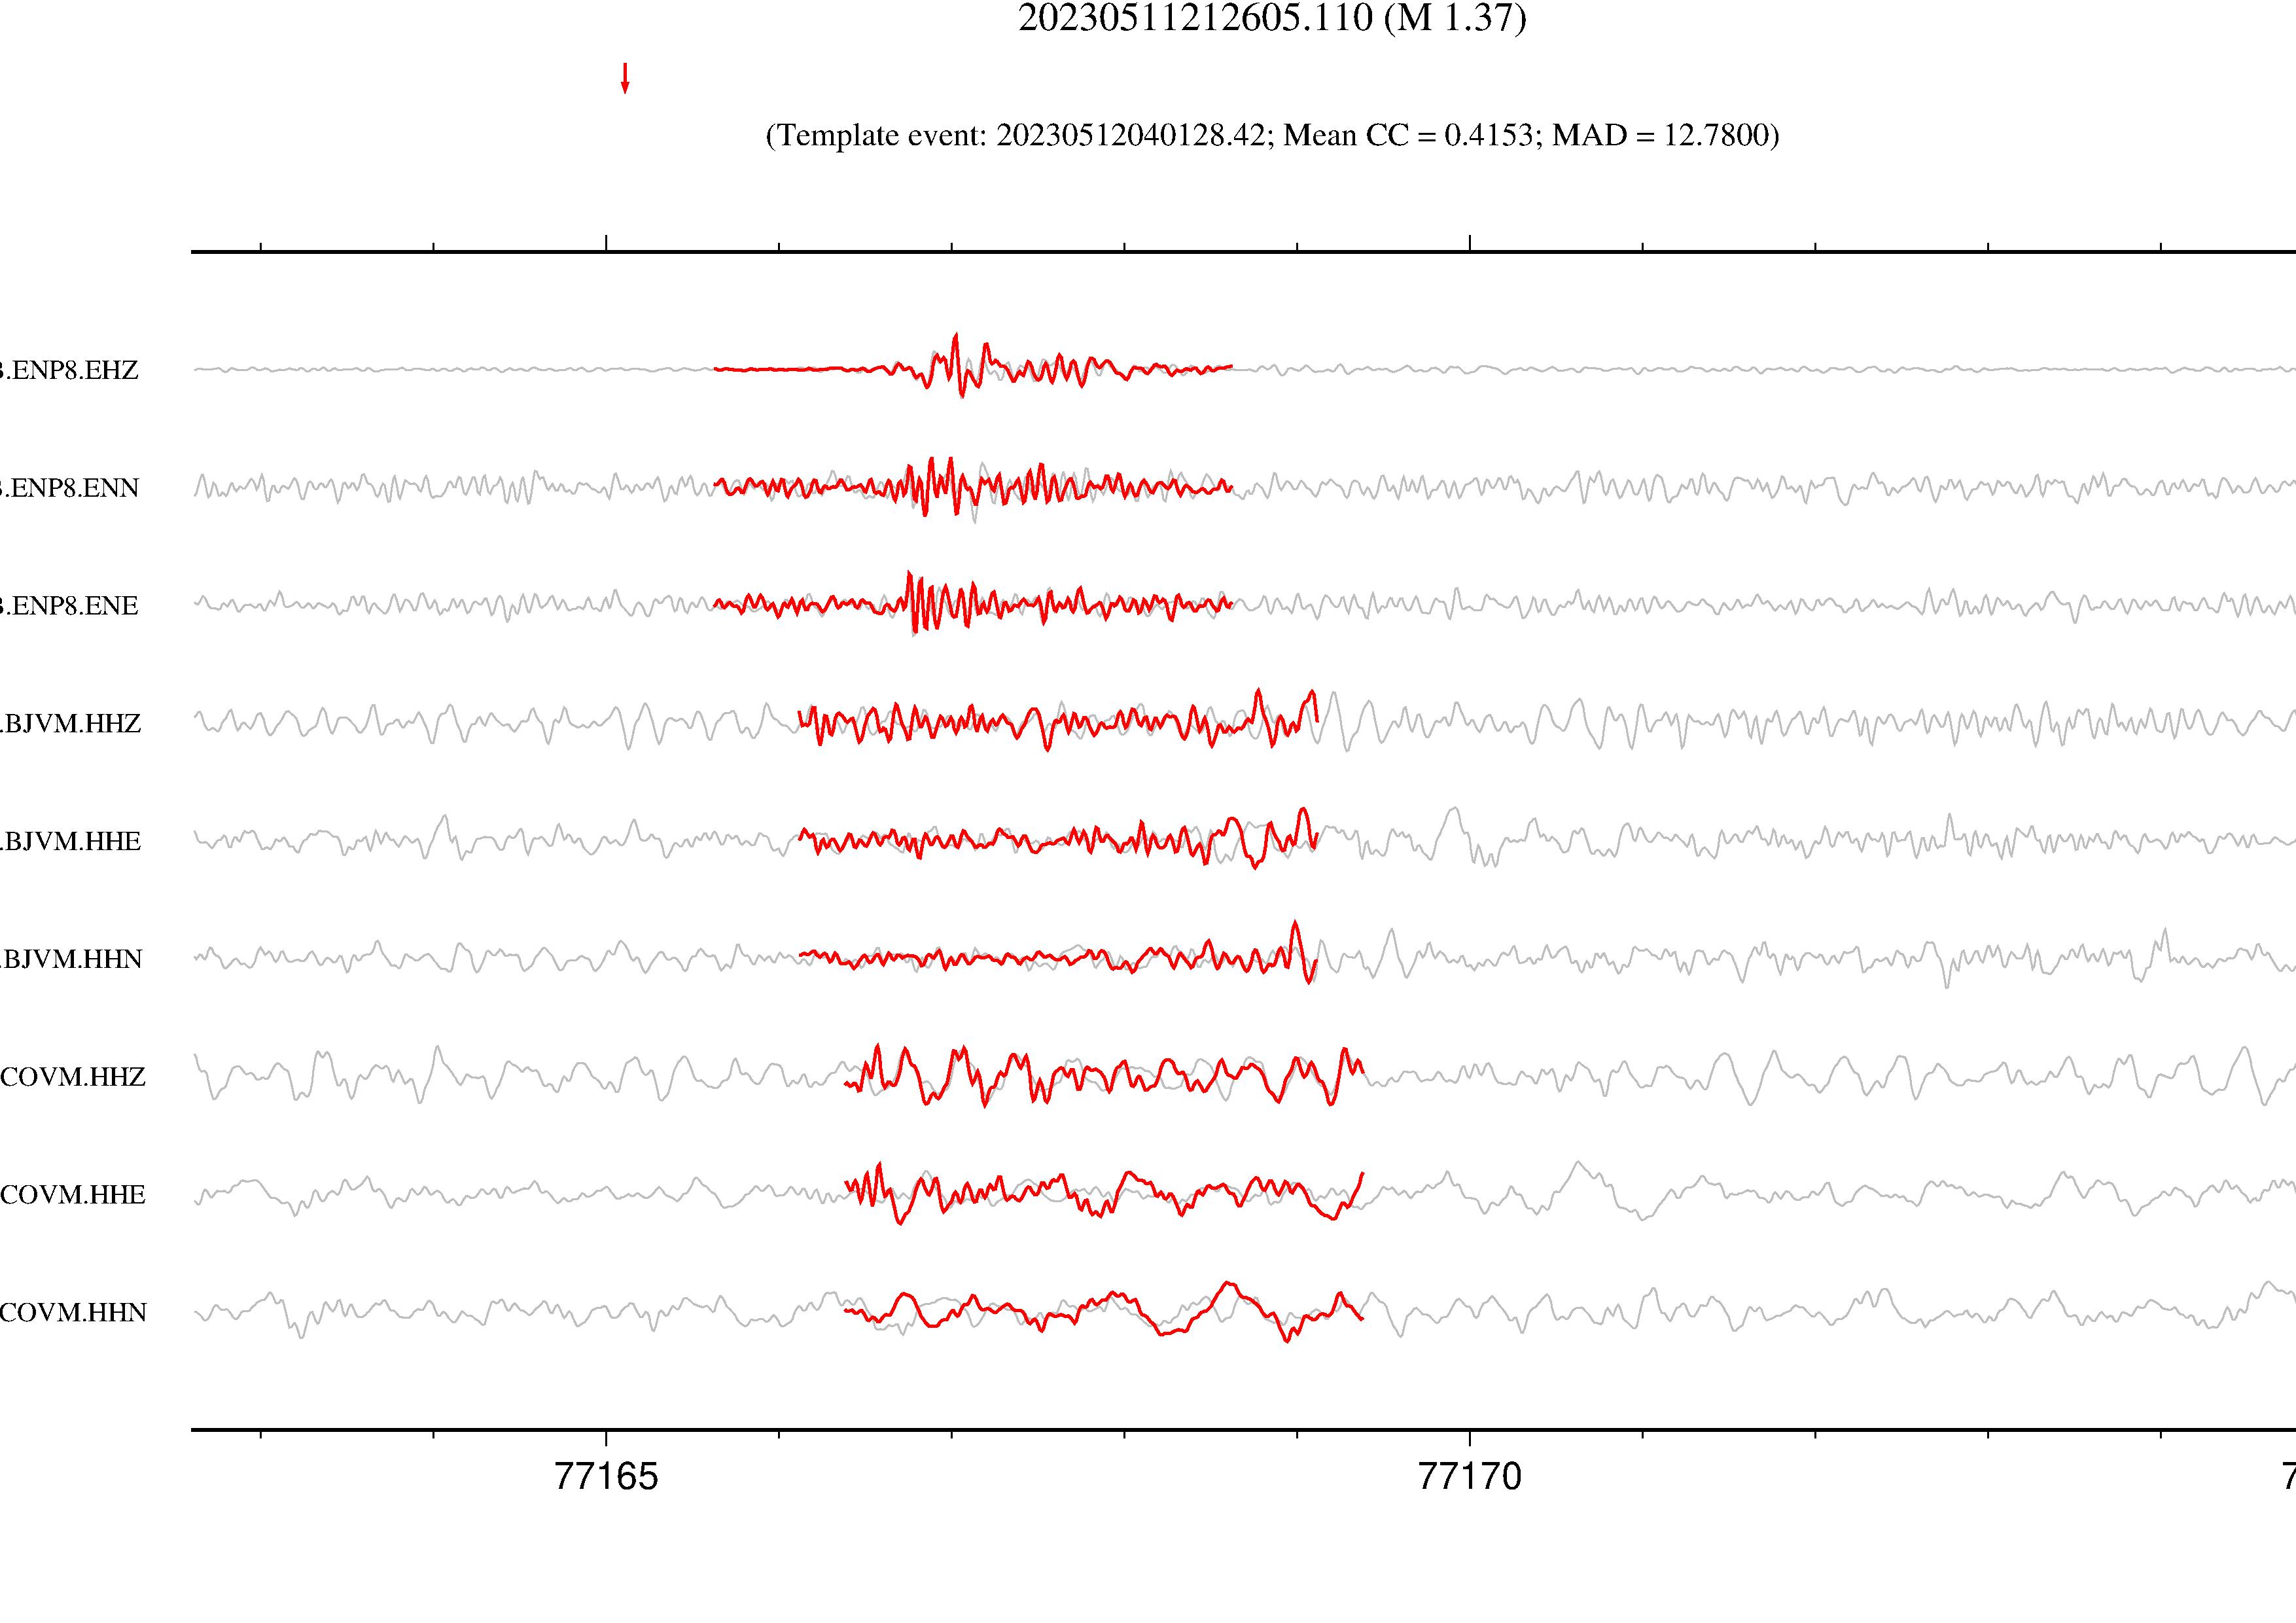 20230511212605.110 (M 1.37)
(Template event: 20230512040128.42; Mean CC = 0.4153; MAD = 12.7800)
.ENP8.EHZ
.ENP8.ENN
.ENP8.ENE
.BJVM.HHZ
.BJVM.HHE
.BJVM.HHN
COVM.HHZ
COVM.HHE
COVM.HHN
77165 77170